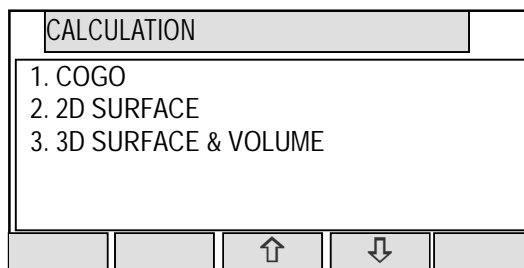 CALCULATION
1. COGO
2. 2D SURFACE
3. 3D SURFACE & VOLUME